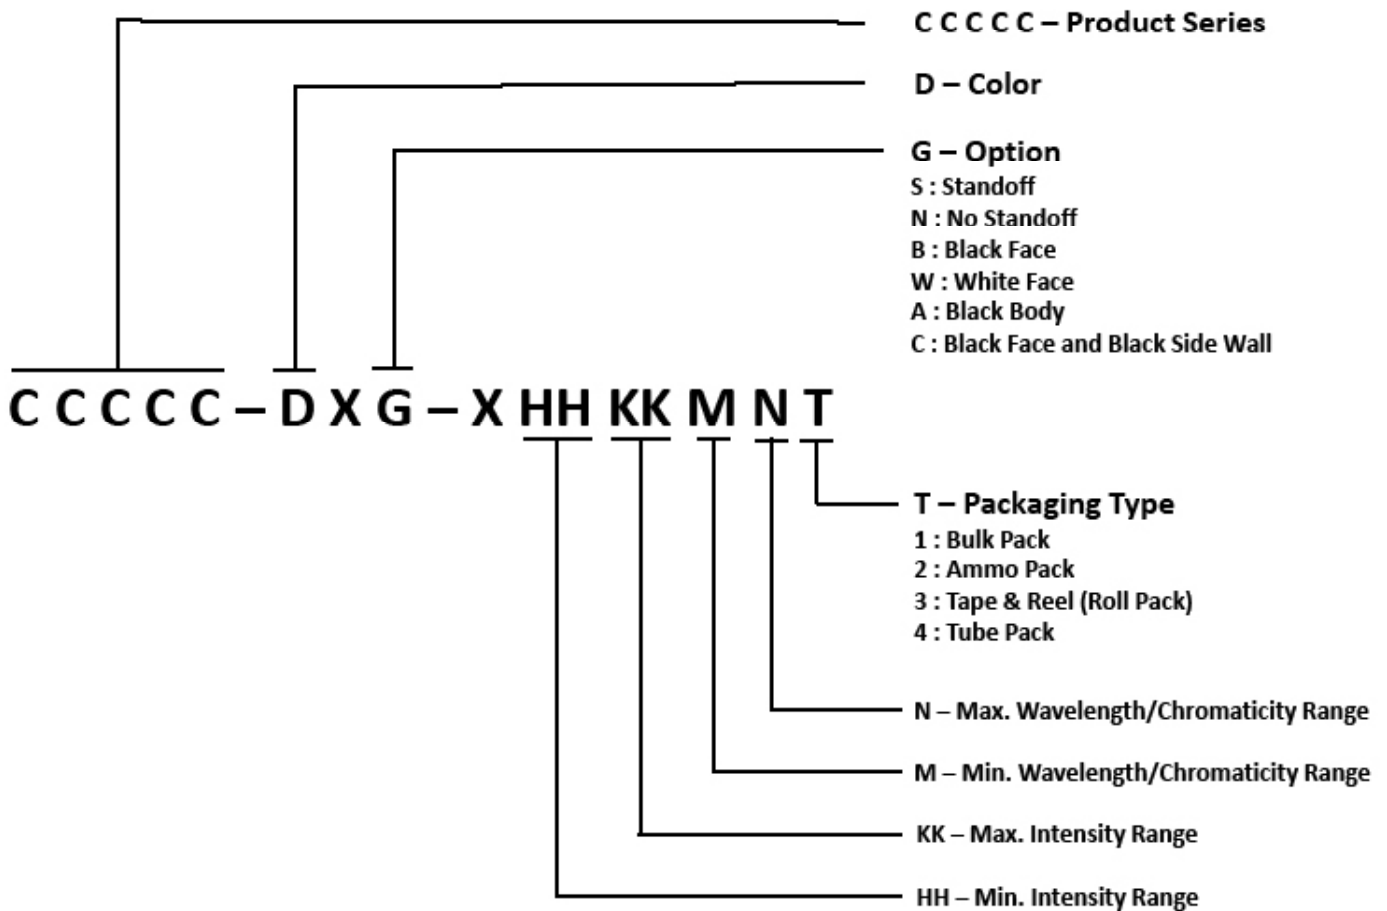 C C C C C – Product Series
D – Color
G – Option
S : Standoff
N : No Standoff
B : Black Face
W : White Face
A : Black Body
C : Black Face and Black Side Wall
C C C C C – D X G – X HH KK M N T
T – Packaging Type
1 : Bulk Pack
2 : Ammo Pack
3 : Tape & Reel (Roll Pack)
4 : Tube Pack
N – Max. Wavelength/Chromaticity Range
M – Min. Wavelength/Chromaticity Range
KK – Max. Intensity Range
HH – Min. Intensity Range